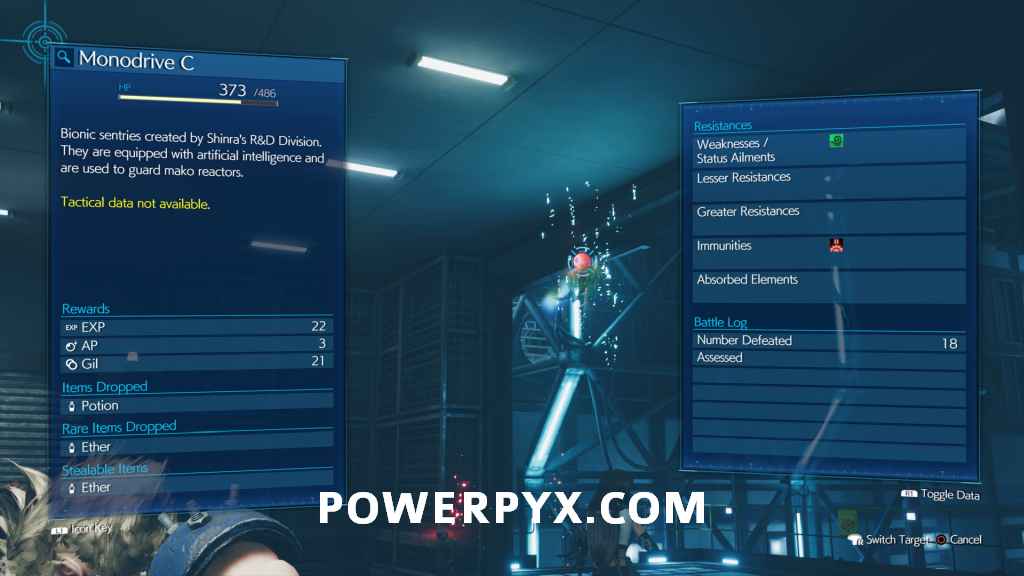 Monodrive C
HP 373 /486
Bionic sentries created by Shinra's R&D Division.
They are equipped with artificial intelligence and
are used to guard mako reactors.
Tactical data not available.
Rewards
EXP EXP 22
AP 3
Gil 21
Items Dropped
Potion
Rare Items Dropped
Ether
Stealable Items
Ether
L1 Icon Key
Resistances
Weaknesses /
Status Ailments
Lesser Resistances
Greater Resistances
Immunities
Absorbed Elements
Battle Log
Number Defeated 18
Assessed
R1 Toggle Data
Switch Target Cancel
POWERPYX.COM